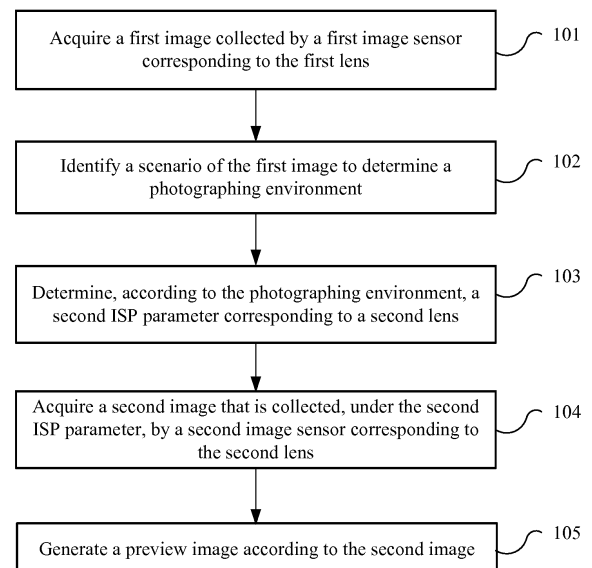 Acquire a first image collected by a first image sensor
corresponding to the first lens
101
Identify a scenario of the first image to determine a
photographing environment
102
Determine, according to the photographing environment, a
second ISP parameter corresponding to a second lens
103
Acquire a second image that is collected, under the second
ISP parameter, by a second image sensor corresponding to
the second lens
104
Generate a preview image according to the second image
105